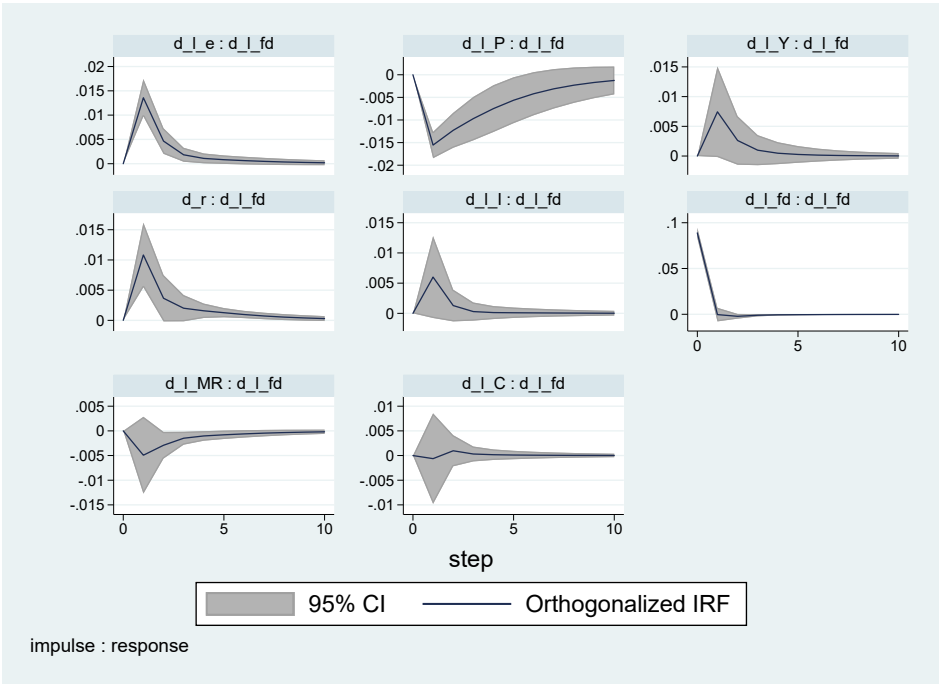 d_l_e : d_l_fd
d_l_P : d_l_fd
d_l_Y : d_l_fd
.02
.015
.01
.005
0
0
-.005
-.01
-.015
-.02
.015
.01
.005
0
d_r : d_l_fd
d_l_I : d_l_fd
d_l_fd : d_l_fd
.015
.01
.005
0
.015
.01
.005
0
.1
.05
0
0 5 10
d_l_MR : d_l_fd
d_l_C : d_l_fd
.005
0
-.005
-.01
-.015
0 5 10
.01
.005
0
-.005
-.01
0 5 10
step
95% CI Orthogonalized IRF
impulse : response